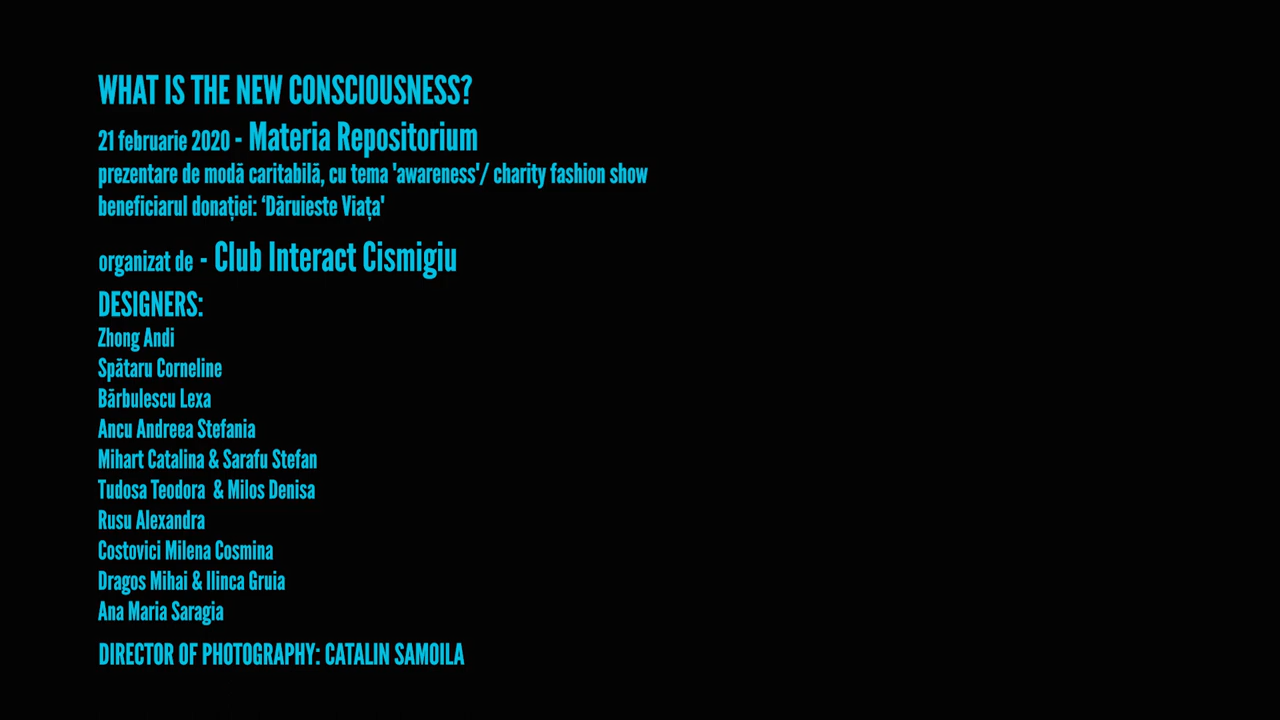 WHAT IS THE NEW CONSCIOUSNESS?
21 februarie 2020 - Materia Repositorium
prezentare de modă caritabilă, cu tema 'awareness'/ charity fashion show
beneficiarul donației: ‘Dăruieste Viața'
organizat de - Club Interact Cismigiu
DESIGNERS:
Zhong Andi
Spătaru Corneline
Bărbulescu Lexa
Ancu Andreea Stefania
Mihart Catalina & Sarafu Stefan
Tudosa Teodora & Milos Denisa
Rusu Alexandra
Costovici Milena Cosmina
Dragos Mihai & Ilinca Gruia
Ana Maria Saragia
DIRECTOR OF PHOTOGRAPHY: CATALIN SAMOILA